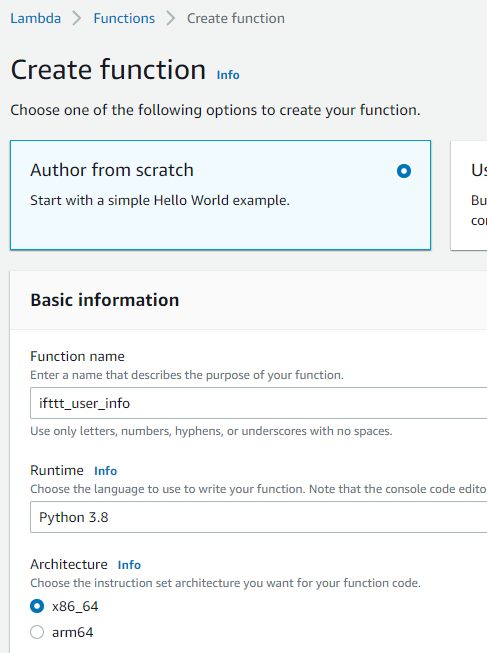 Lambda > Functions > Create function
Create function Info
Choose one of the following options to create your function.
Author from scratch
Start with a simple Hello World example.
Basic information
Function name
Enter a name that describes the purpose of your function.
ifttt_user_info
Use only letters, numbers, hyphens, or underscores with no spaces.
Runtime Info
Choose the language to use to write your function. Note that the console code edito
Python 3.8
Architecture Info
Choose the instruction set architecture you want for your function code.
x86_64
arm64